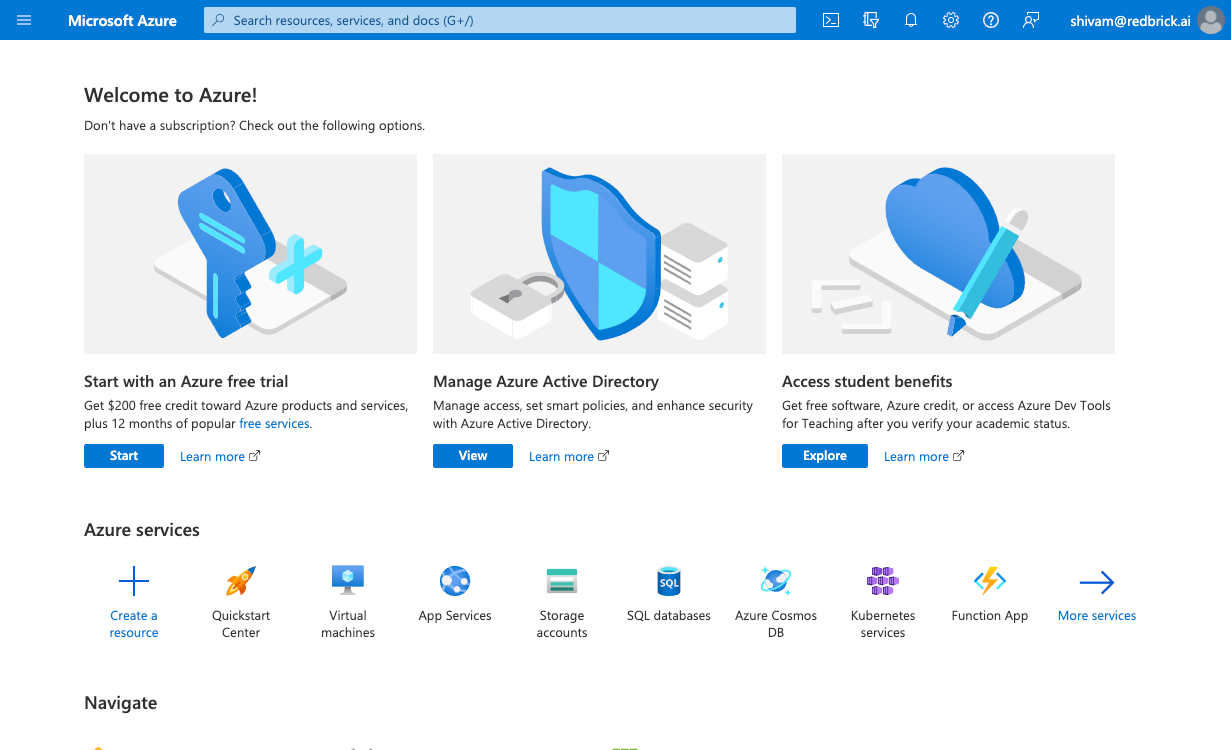 Microsoft Azure
Search resources, services, and docs (G+/)
shivam@redbrick.ai
Welcome to Azure!
Don't have a subscription? Check out the following options.
Start with an Azure free trial
Get $200 free credit toward Azure products and services,
plus 12 months of popular free services.
Start
Learn more
Manage Azure Active Directory
Manage access, set smart policies, and enhance security
with Azure Active Directory.
View
Learn more
Access student benefits
Get free software, Azure credit, or access Azure Dev Tools
for Teaching after you verify your academic status.
Explore
Learn more
Azure services
Create a
resource
Quickstart
Center
Virtual
machines
App Services
Storage
accounts
SQL
SQL databases
Azure Cosmos
DB
Kubernetes
services
Function App
More services
Navigate